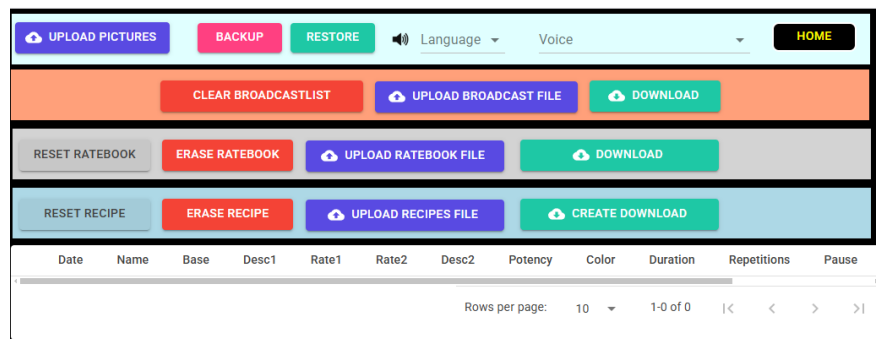 UPLOAD PICTURES BACKUP RESTORE Language Voice HOME
CLEAR BROADCASTLIST UPLOAD BROADCAST FILE DOWNLOAD
RESET RATEBOOK ERASE RATEBOOK UPLOAD RATEBOOK FILE DOWNLOAD
RESET RECIPE ERASE RECIPE UPLOAD RECIPES FILE CREATE DOWNLOAD
Date Name Base Desc1 Rate1 Rate2 Desc2 Potency Color Duration Repetitions Pause
Rows per page: 10 1-0 of 0